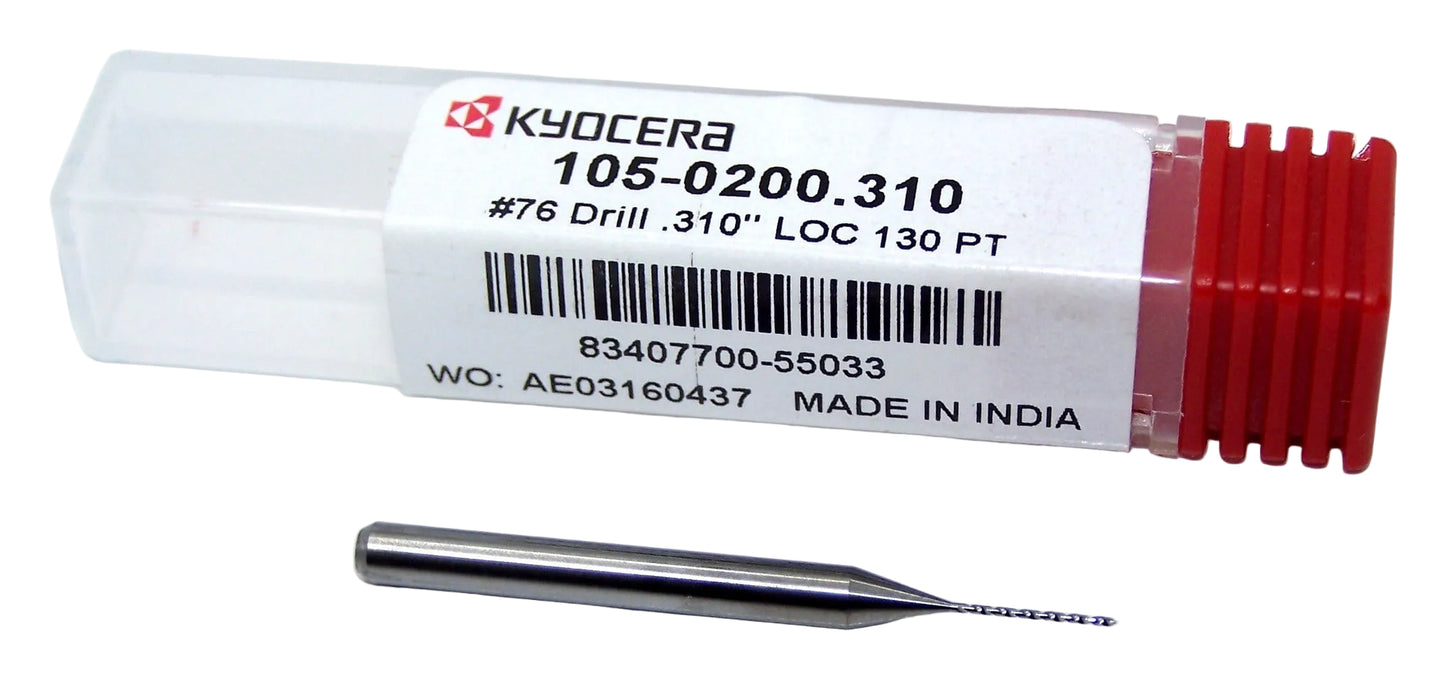 KYOCERA
105-0200.310
#76 Drill .310" LOC 130 PT
83407700-55033
WO: AE03160437 MADE IN INDIA